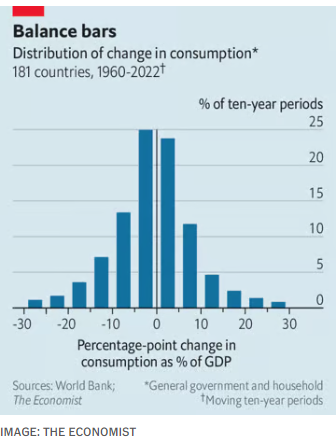 Balance bars
Distribution of change in consumption*
181 countries, 1960-2022†
% of ten-year periods
25
20
15
10
5
0
-30 -20 -10 0 10 20 30
Percentage-point change in
consumption as % of GDP
Sources: World Bank; *General government and household
The Economist †Moving ten-year periods
IMAGE: THE ECONOMIST